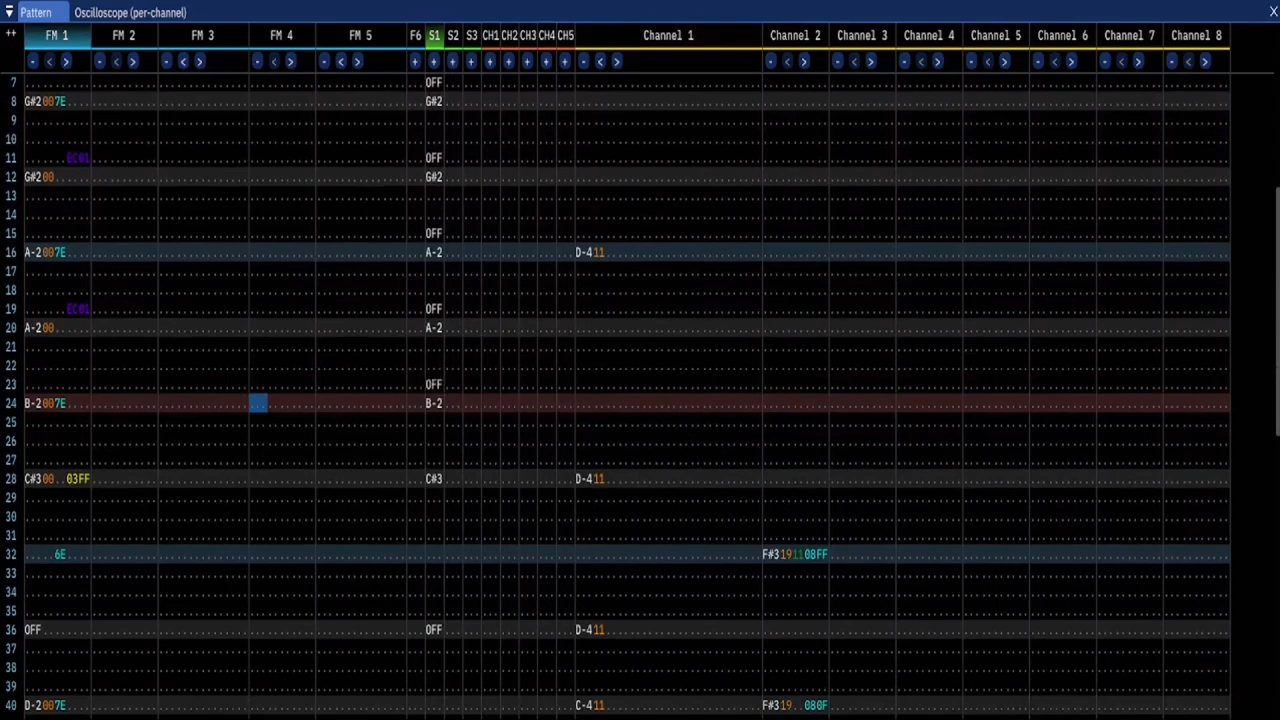 Pattern Oscilloscope (per-channel) X
++ FM 1 FM 2 FM 3 FM 4 FM 5 F6 S1 S2 S3 CH1 CH2 CH3 CH4 CH5 Channel 1 Channel 2 Channel 3 Channel 4 Channel 5 Channel 6 Channel 7 Channel 8
- < > - < > - < > - < > - < > + + + + + + + + + - < > - < > - < > - < > - < > - < > - < > - < >
7 OFF
8 G#2007E G#2
9
10
11 EC01 OFF
12 G#200 G#2
13
14
15 OFF
16 A-2007E A-2 D-411
17
18
19 EC01 OFF
20 A-200 A-2
21
22
23 OFF
24 B-2007E B-2
25
26
27
28 C#300..03FF C#3 D-411
29
30
31
32 6E F#3191108FF
33
34
35
36 OFF OFF D-411
37
38
39
40 D-2007E C-411 F#319..080F